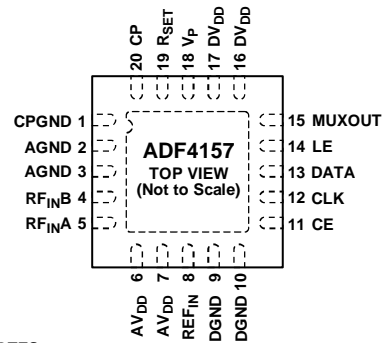 20 CP
19 RSET
18 VP
17 DVDD
16 DVDD
CPGND 1
AGND 2
AGND 3
RFINB 4
RFINA 5
ADF4157
TOP VIEW
(Not to Scale)
15 MUXOUT
14 LE
13 DATA
12 CLK
11 CE
AVDD 6
AVDD 7
REFIN 8
DGND 9
DGND 10